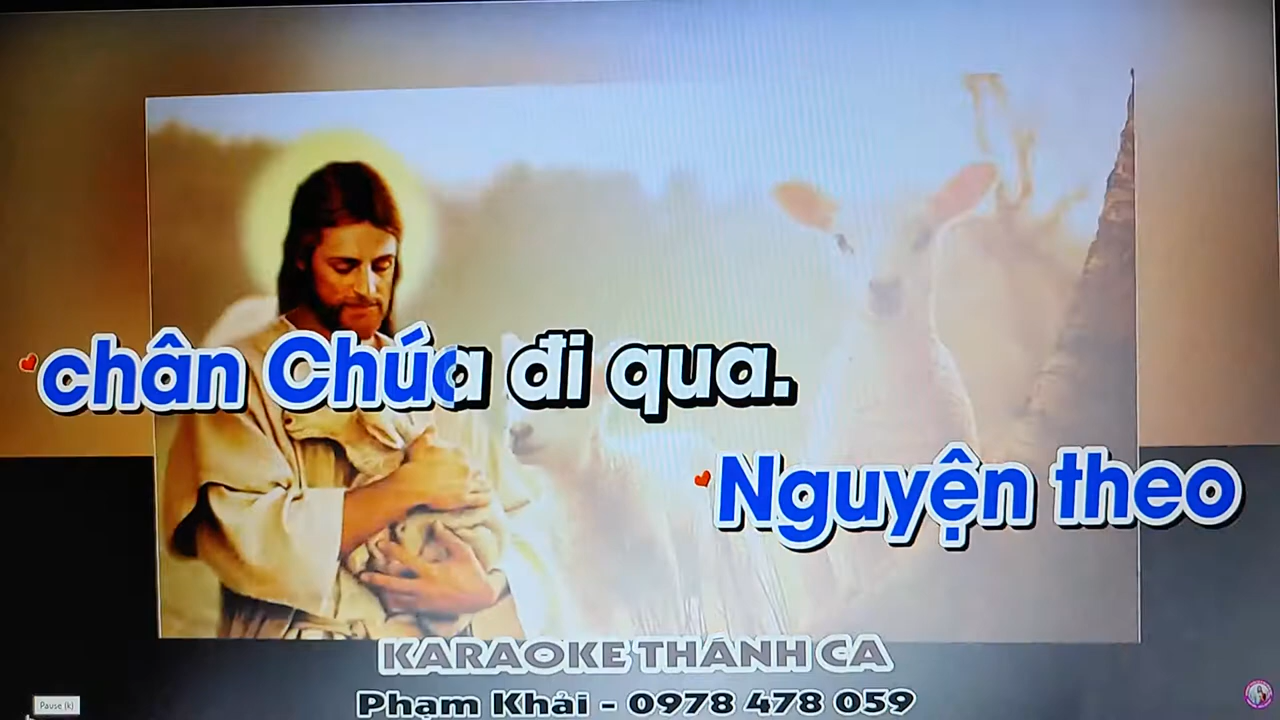 chân Chúa đi qua.
Nguyện theo
KARAOKE THÁNH CA
Phạm Khải - 0978 478 059
Pause (k)